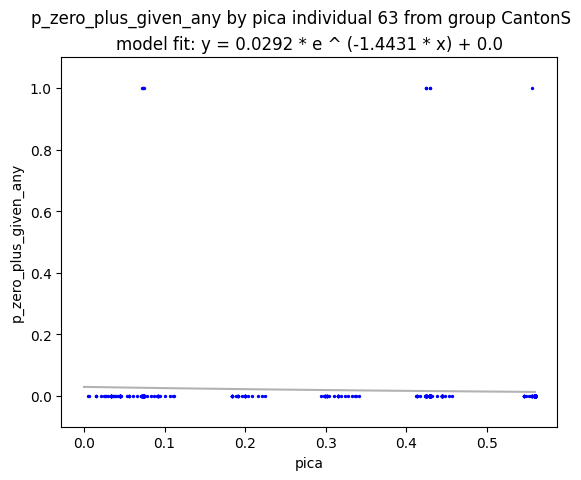 p_zero_plus_given_any by pica individual 63 from group CantonS
model fit: y = 0.0292 * e ^ (-1.4431 * x) + 0.0
1.0
0.8
0.6
0.4
0.2
0.0
p_zero_plus_given_any
0.0 0.1 0.2 0.3 0.4 0.5
pica